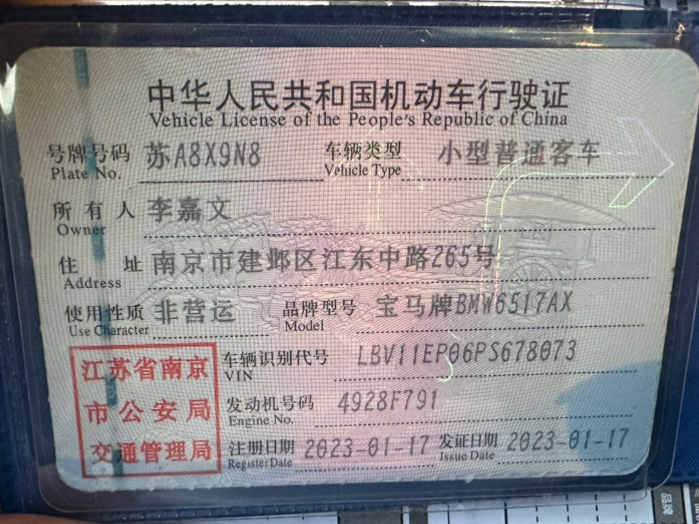 中华人民共和国机动车行驶证
Vehicle License of the People's Republic of China
号牌号码 苏A8X9N8 车辆类型 小型普通客车
Plate No. Vehicle Type
所有人 李嘉文
Owner
住址 南京市建邺区江东中路265号
Address
使用性质 非营运 品牌型号 宝马牌BMW6517AX
Use Character Model
江苏省南京
市公安局
交通管理局
车辆识别代号 LBV11EP06PS678073
VIN
发动机号码 4928F791
Engine No.
注册日期 2023-01-17 发证日期 2023-01-17
Register Date Issue Date